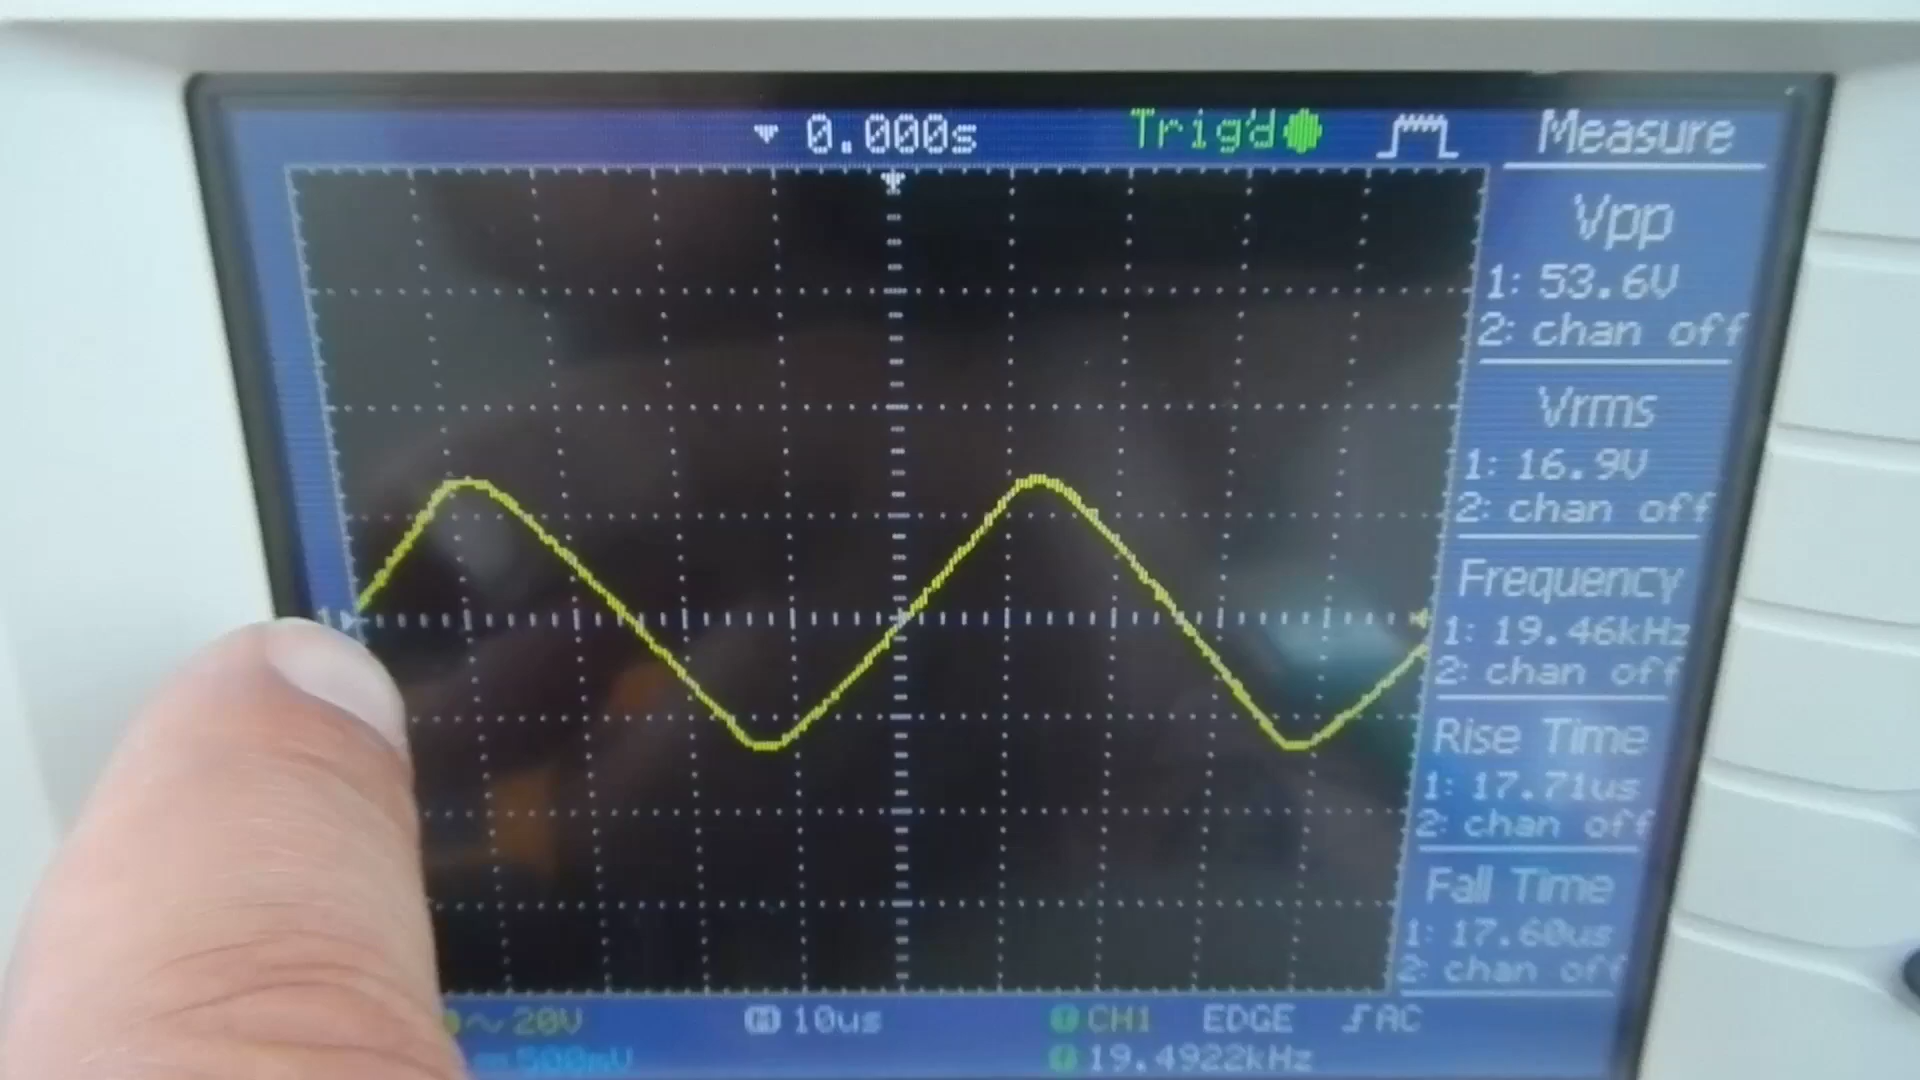 0.000s Trig'd Measure
Vpp
1: 53.6V
2: chan off
Vrms
1: 16.9V
2: chan off
Frequency
1: 19.46kHz
2: chan off
Rise Time
1: 17.71us
2: chan off
Fall Time
1: 17.60us
2: chan off
20V 10us CH1 EDGE AC
500mV 19.4922kHz